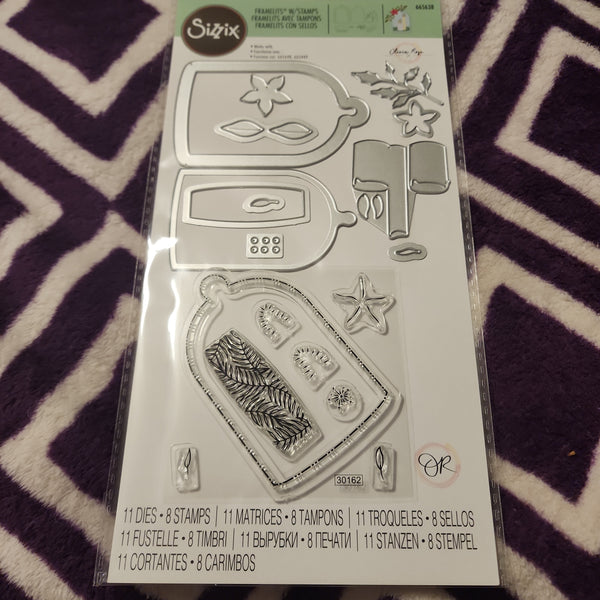 Sizzix
FRAMELITS® W/STAMPS
FRAMELITS AVEC TAMPONS
FRAMELITS CON SELLOS
665638
30162
OR
11 DIES • 8 STAMPS | 11 MATRICES • 8 TAMPONS | 11 TROQUELES • 8 SELLOS
11 FUSTELLE • 8 TIMBRI | 11 ВЫРУБКИ • 8 ПЕЧАТИ | 11 STANZEN • 8 STEMPEL
11 CORTANTES • 8 CARIMBOS